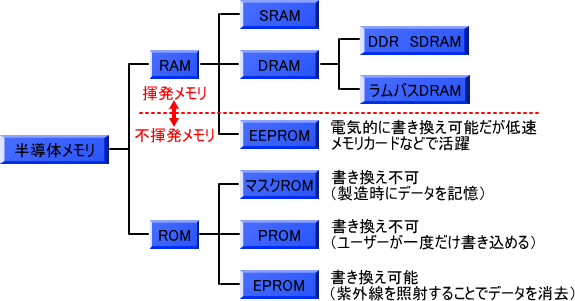 SRAM
DDR SDRAM
RAM
DRAM
ラムバスDRAM
揮発メモリ
不揮発メモリ
EEPROM
電気的に書き換え可能だが低速
メモリカードなどで活躍
半導体メモリ
マスクROM
書き換え不可
(製造時にデータを記憶)
ROM
PROM
書き換え不可
(ユーザーが一度だけ書き込める)
EPROM
書き換え可能
(紫外線を照射することでデータを消去)